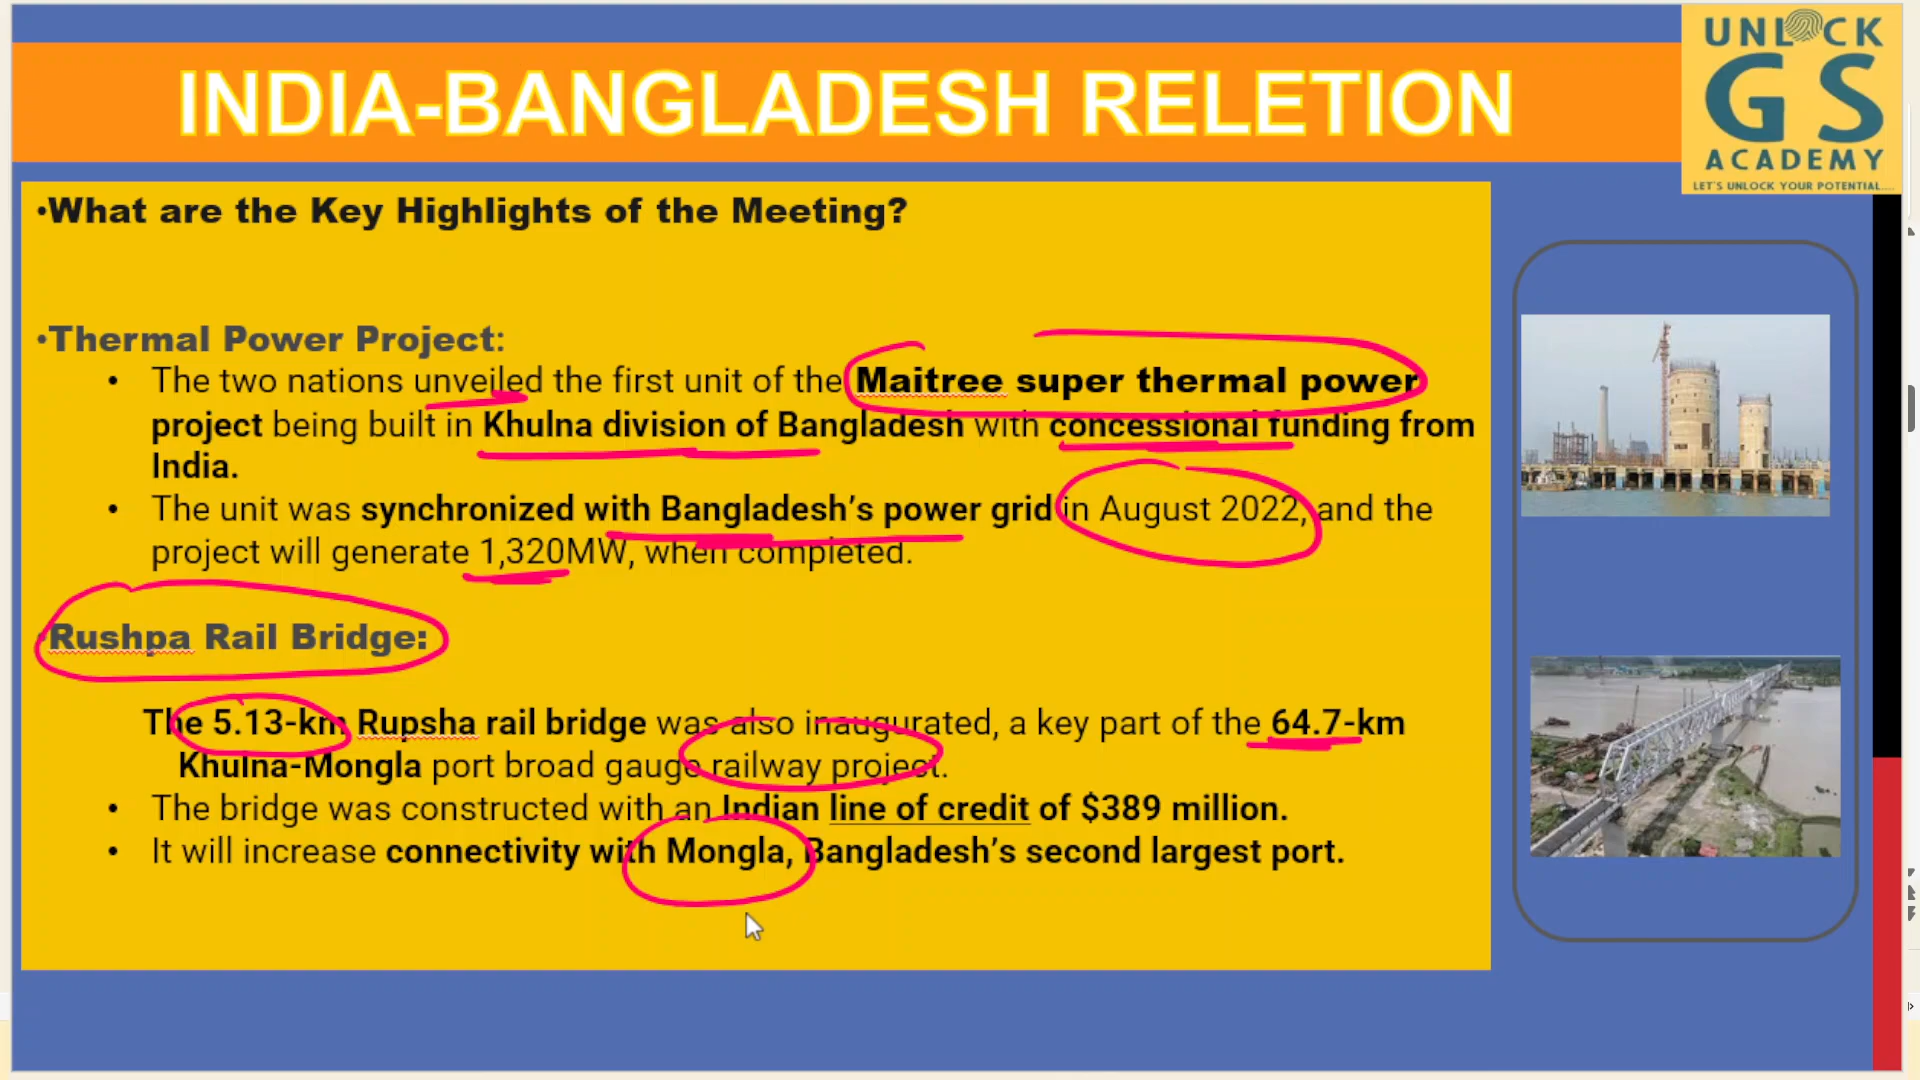 INDIA-BANGLADESH RELETION
UNLOCK
GS
ACADEMY
LET'S UNLOCK YOUR POTENTIAL....
•What are the Key Highlights of the Meeting?
•Thermal Power Project:
• The two nations unveiled the first unit of the Maitree super thermal power
project being built in Khulna division of Bangladesh with concessional funding from
India.
• The unit was synchronized with Bangladesh’s power grid in August 2022, and the
project will generate 1,320MW, when completed.
•Rushpa Rail Bridge:
The 5.13-km Rupsha rail bridge was also inaugurated, a key part of the 64.7-km
Khulna-Mongla port broad gauge railway project.
• The bridge was constructed with an Indian line of credit of $389 million.
• It will increase connectivity with Mongla, Bangladesh’s second largest port.